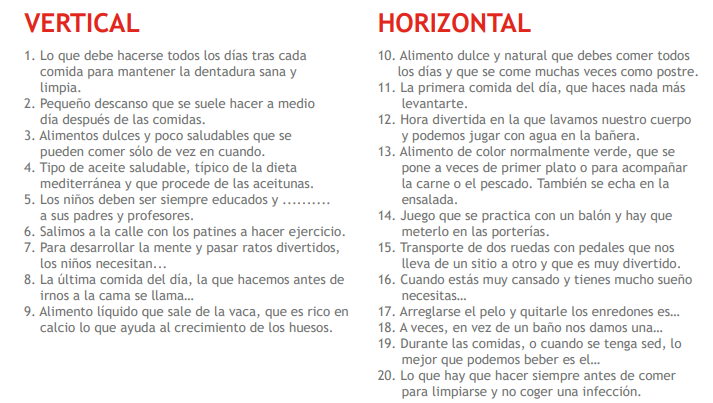 VERTICAL
1. Lo que debe hacerse todos los días tras cada
comida para mantener la dentadura sana y
limpia.
2. Pequeño descanso que se suele hacer a medio
día después de las comidas.
3. Alimentos dulces y poco saludables que se
pueden comer sólo de vez en cuando.
4. Tipo de aceite saludable, típico de la dieta
mediterránea y que procede de las aceitunas.
5. Los niños deben ser siempre educados y ..........
a sus padres y profesores.
6. Salimos a la calle con los patines a hacer ejercicio.
7. Para desarrollar la mente y pasar ratos divertidos,
los niños necesitan...
8. La última comida del día, la que hacemos antes de
irnos a la cama se llama…
9. Alimento líquido que sale de la vaca, que es rico en
calcio lo que ayuda al crecimiento de los huesos.
HORIZONTAL
10. Alimento dulce y natural que debes comer todos
los días y que se come muchas veces como postre.
11. La primera comida del día, que haces nada más
levantarte.
12. Hora divertida en la que lavamos nuestro cuerpo
y podemos jugar con agua en la bañera.
13. Alimento de color normalmente verde, que se
pone a veces de primer plato o para acompañar
la carne o el pescado. También se echa en la
ensalada.
14. Juego que se practica con un balón y hay que
meterlo en las porterías.
15. Transporte de dos ruedas con pedales que nos
lleva de un sitio a otro y que es muy divertido.
16. Cuando estás muy cansado y tienes mucho sueño
necesitas…
17. Arreglarse el pelo y quitarle los enredones es…
18. A veces, en vez de un baño nos damos una…
19. Durante las comidas, o cuando se tenga sed, lo
mejor que podemos beber es el…
20. Lo que hay que hacer siempre antes de comer
para limpiarse y no coger una infección.